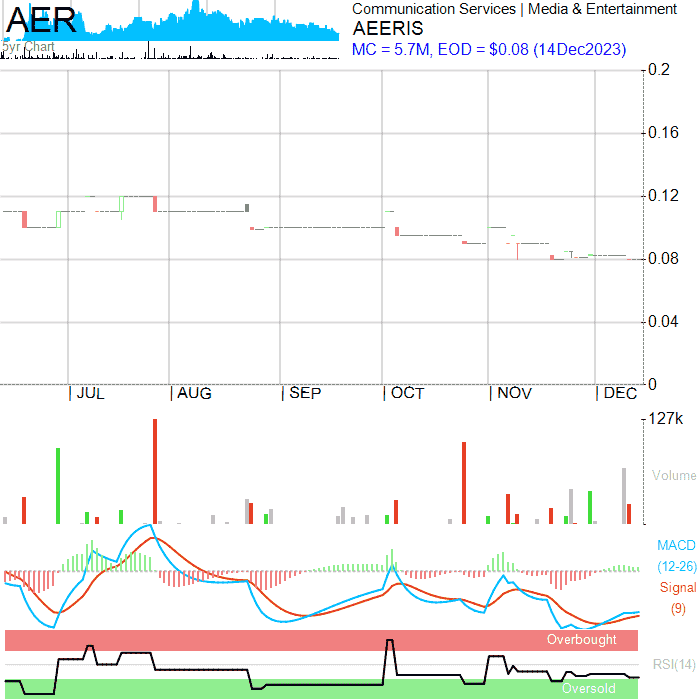 AER
5yr Chart
Communication Services | Media & Entertainment
AEERIS
MC = 5.7M, EOD = $0.08 (14Dec2023)
0.2
0.16
0.12
0.08
0.04
0
| JUL | AUG | SEP | OCT | NOV | DEC
127k
Volume
MACD
(12-26)
Signal
(9)
Overbought
RSI(14)
Oversold